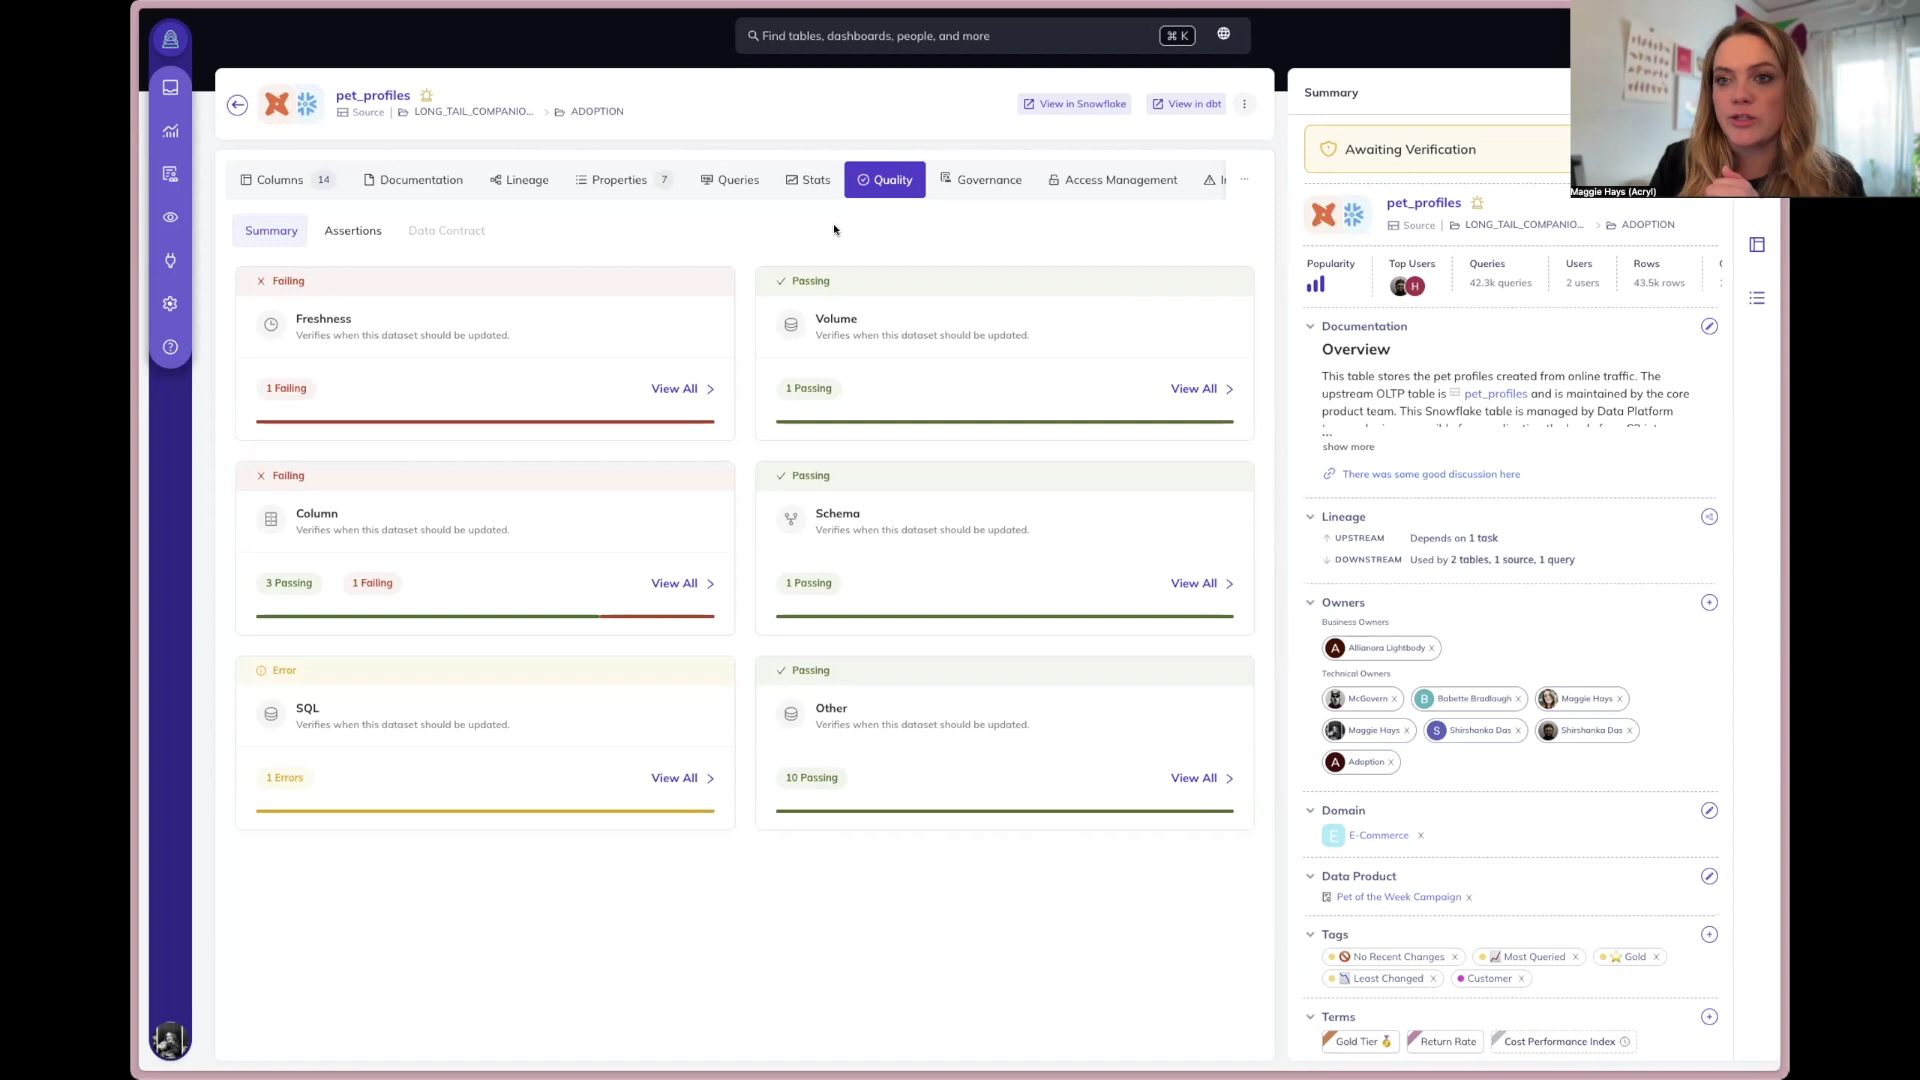 Find tables, dashboards, people, and more
⌘ K
pet_profiles
Source | LONG_TAIL_COMPANIO... > ADOPTION
View in Snowflake
View in dbt
Columns 14
Documentation
Lineage
Properties 7
Queries
Stats
Quality
Governance
Access Management
Summary
Assertions
Data Contract
Failing
Freshness
Verifies when this dataset should be updated.
1 Failing
View All
Passing
Volume
Verifies when this dataset should be updated.
1 Passing
View All
Failing
Column
Verifies when this dataset should be updated.
3 Passing
1 Failing
View All
Passing
Schema
Verifies when this dataset should be updated.
1 Passing
View All
Error
SQL
Verifies when this dataset should be updated.
1 Errors
View All
Passing
Other
Verifies when this dataset should be updated.
10 Passing
View All
Summary
Awaiting Verification
Maggie Hays (Acryl)
pet_profiles
Source | LONG_TAIL_COMPANIO... > ADOPTION
Popularity
Top Users
H
Queries
42.3k queries
Users
2 users
Rows
43.5k rows
Documentation
Overview
This table stores the pet profiles created from online traffic. The
upstream OLTP table is pet_profiles and is maintained by the core
product team. This Snowflake table is managed by Data Platform
...
show more
There was some good discussion here
Lineage
UPSTREAM Depends on 1 task
DOWNSTREAM Used by 2 tables, 1 source, 1 query
Owners
Business Owners
A Allianora Lightbody
Technical Owners
McGovern
B Bobette Bradlough
Maggie Hays
Maggie Hays
S Shirshanka Das
Shirshanka Das
A Adoption
Domain
E E-Commerce
Data Product
Pet of the Week Campaign
Tags
No Recent Changes
Most Queried
Gold
Least Changed
Customer
Terms
Gold Tier
Return Rate
Cost Performance Index